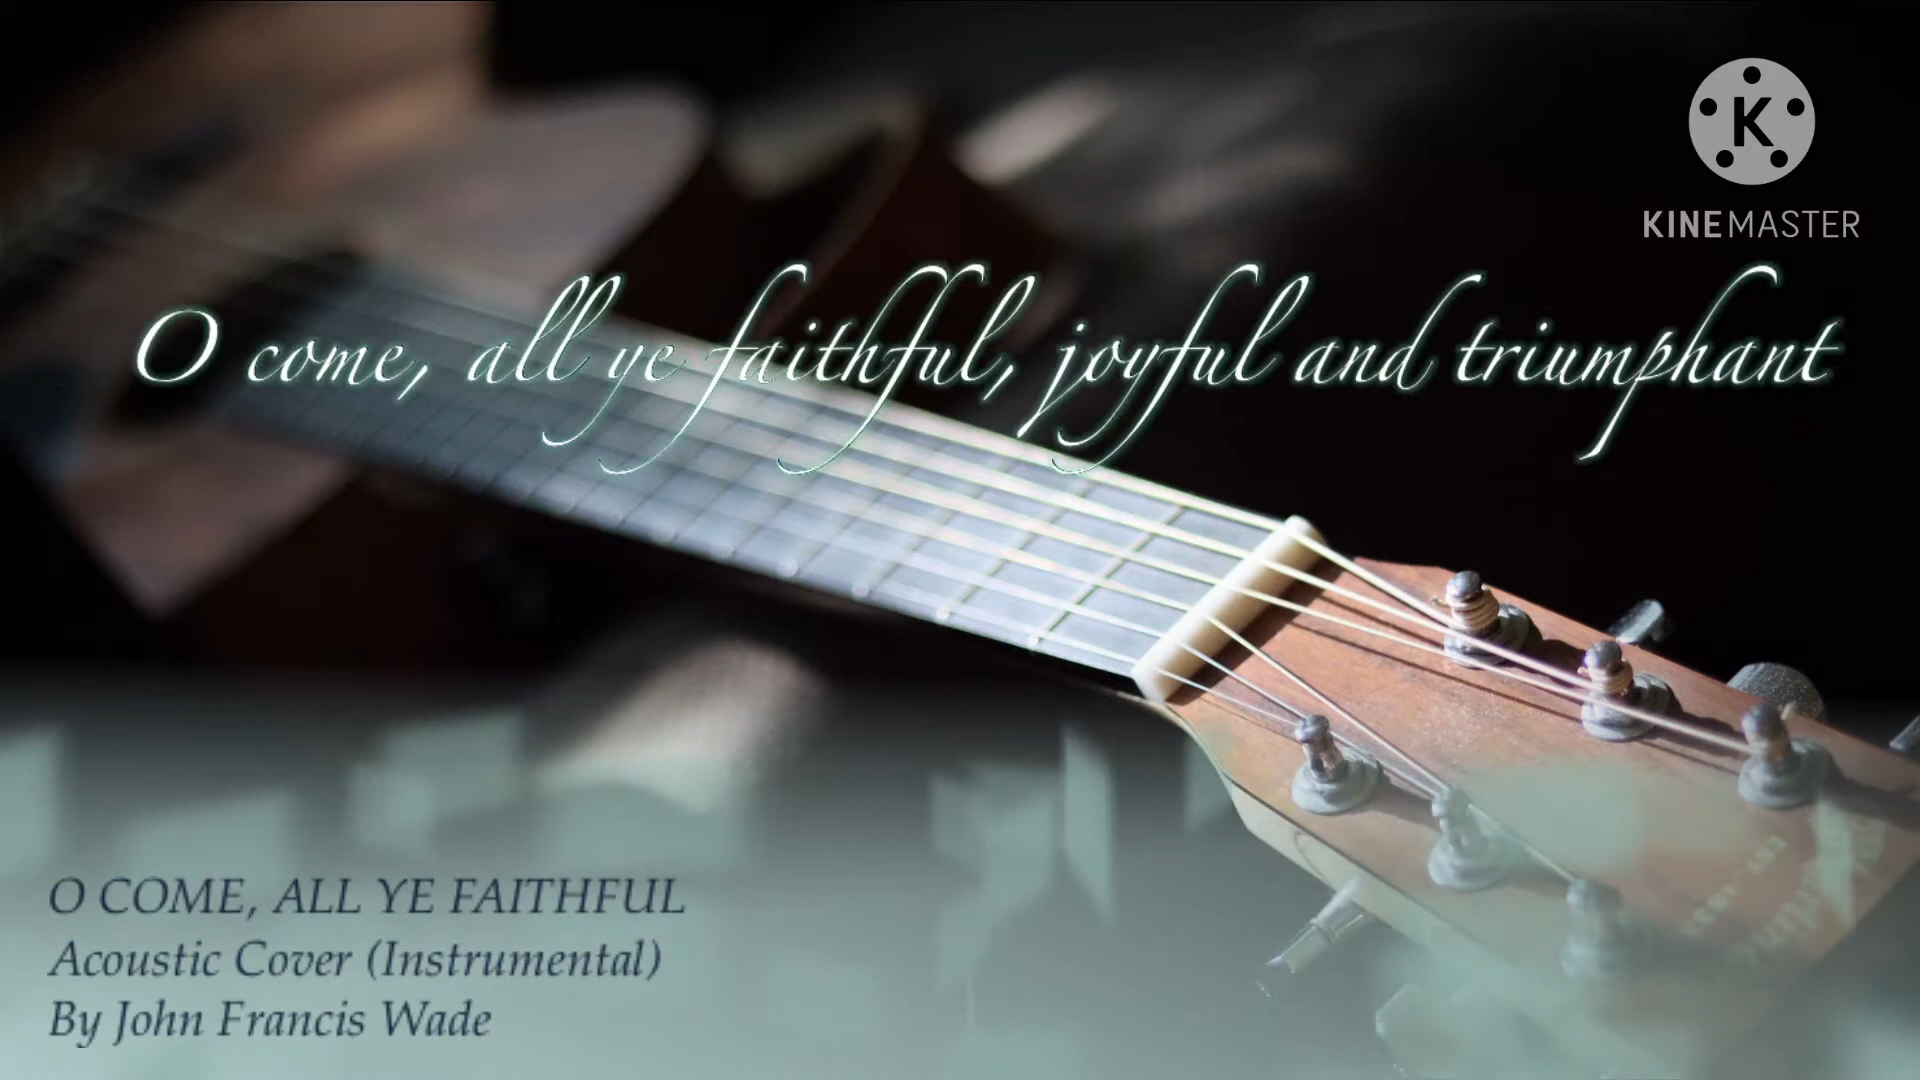 K
KINEMASTER
O come, all ye faithful, joyful and triumphant
O COME, ALL YE FAITHFUL
Acoustic Cover (Instrumental)
By John Francis Wade